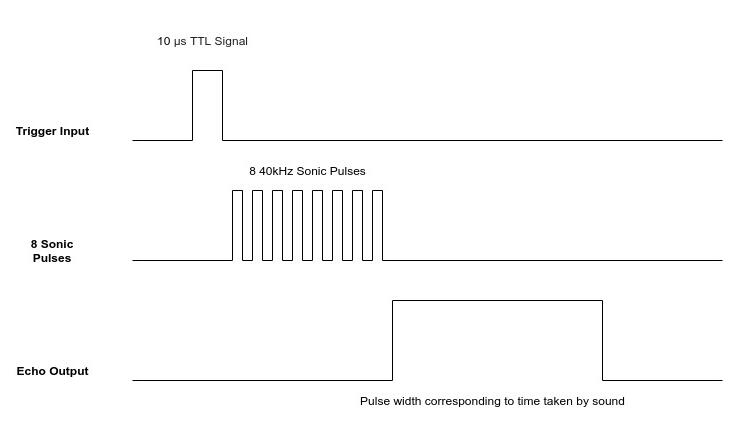 10 µs TTL Signal
Trigger Input
8 40kHz Sonic Pulses
8 Sonic
Pulses
Echo Output
Pulse width corresponding to time taken by sound